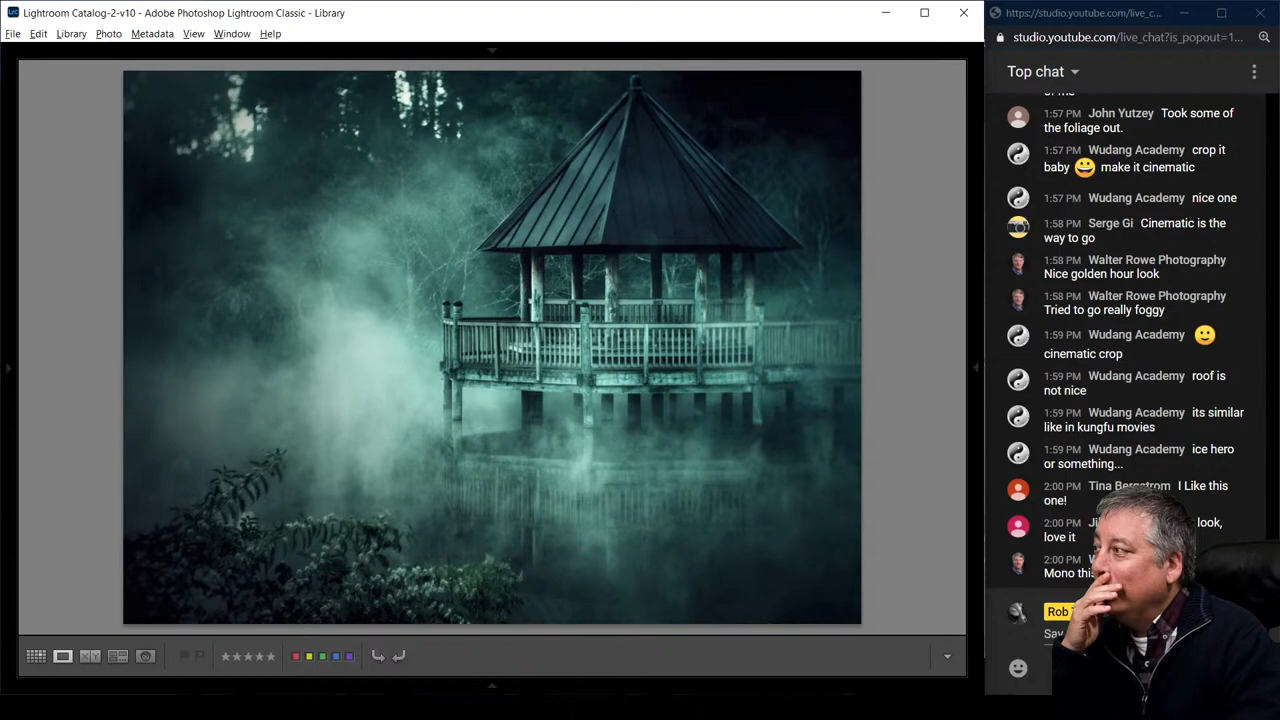 Lightroom Catalog-2-v10 - Adobe Photoshop Lightroom Classic - Library
File Edit Library Photo Metadata View Window Help
https://studio.youtube.com/live_c...
studio.youtube.com/live_chat?is_popout=1...
Top chat
of me
1:57 PM John Yutzey Took some of
the foliage out.
1:57 PM Wudang Academy crop it
baby 😀 make it cinematic
1:57 PM Wudang Academy nice one
1:58 PM Serge Gi Cinematic is the
way to go
1:58 PM Walter Rowe Photography
Nice golden hour look
1:58 PM Walter Rowe Photography
Tried to go really foggy
1:59 PM Wudang Academy 🙂
cinematic crop
1:59 PM Wudang Academy roof is
not nice
1:59 PM Wudang Academy its similar
like in kungfu movies
1:59 PM Wudang Academy ice hero
or something...
2:00 PM Tina Bergstrom I Like this
one!
2:00 PM look,
love it
2:00 PM
Mono
Rob
XY